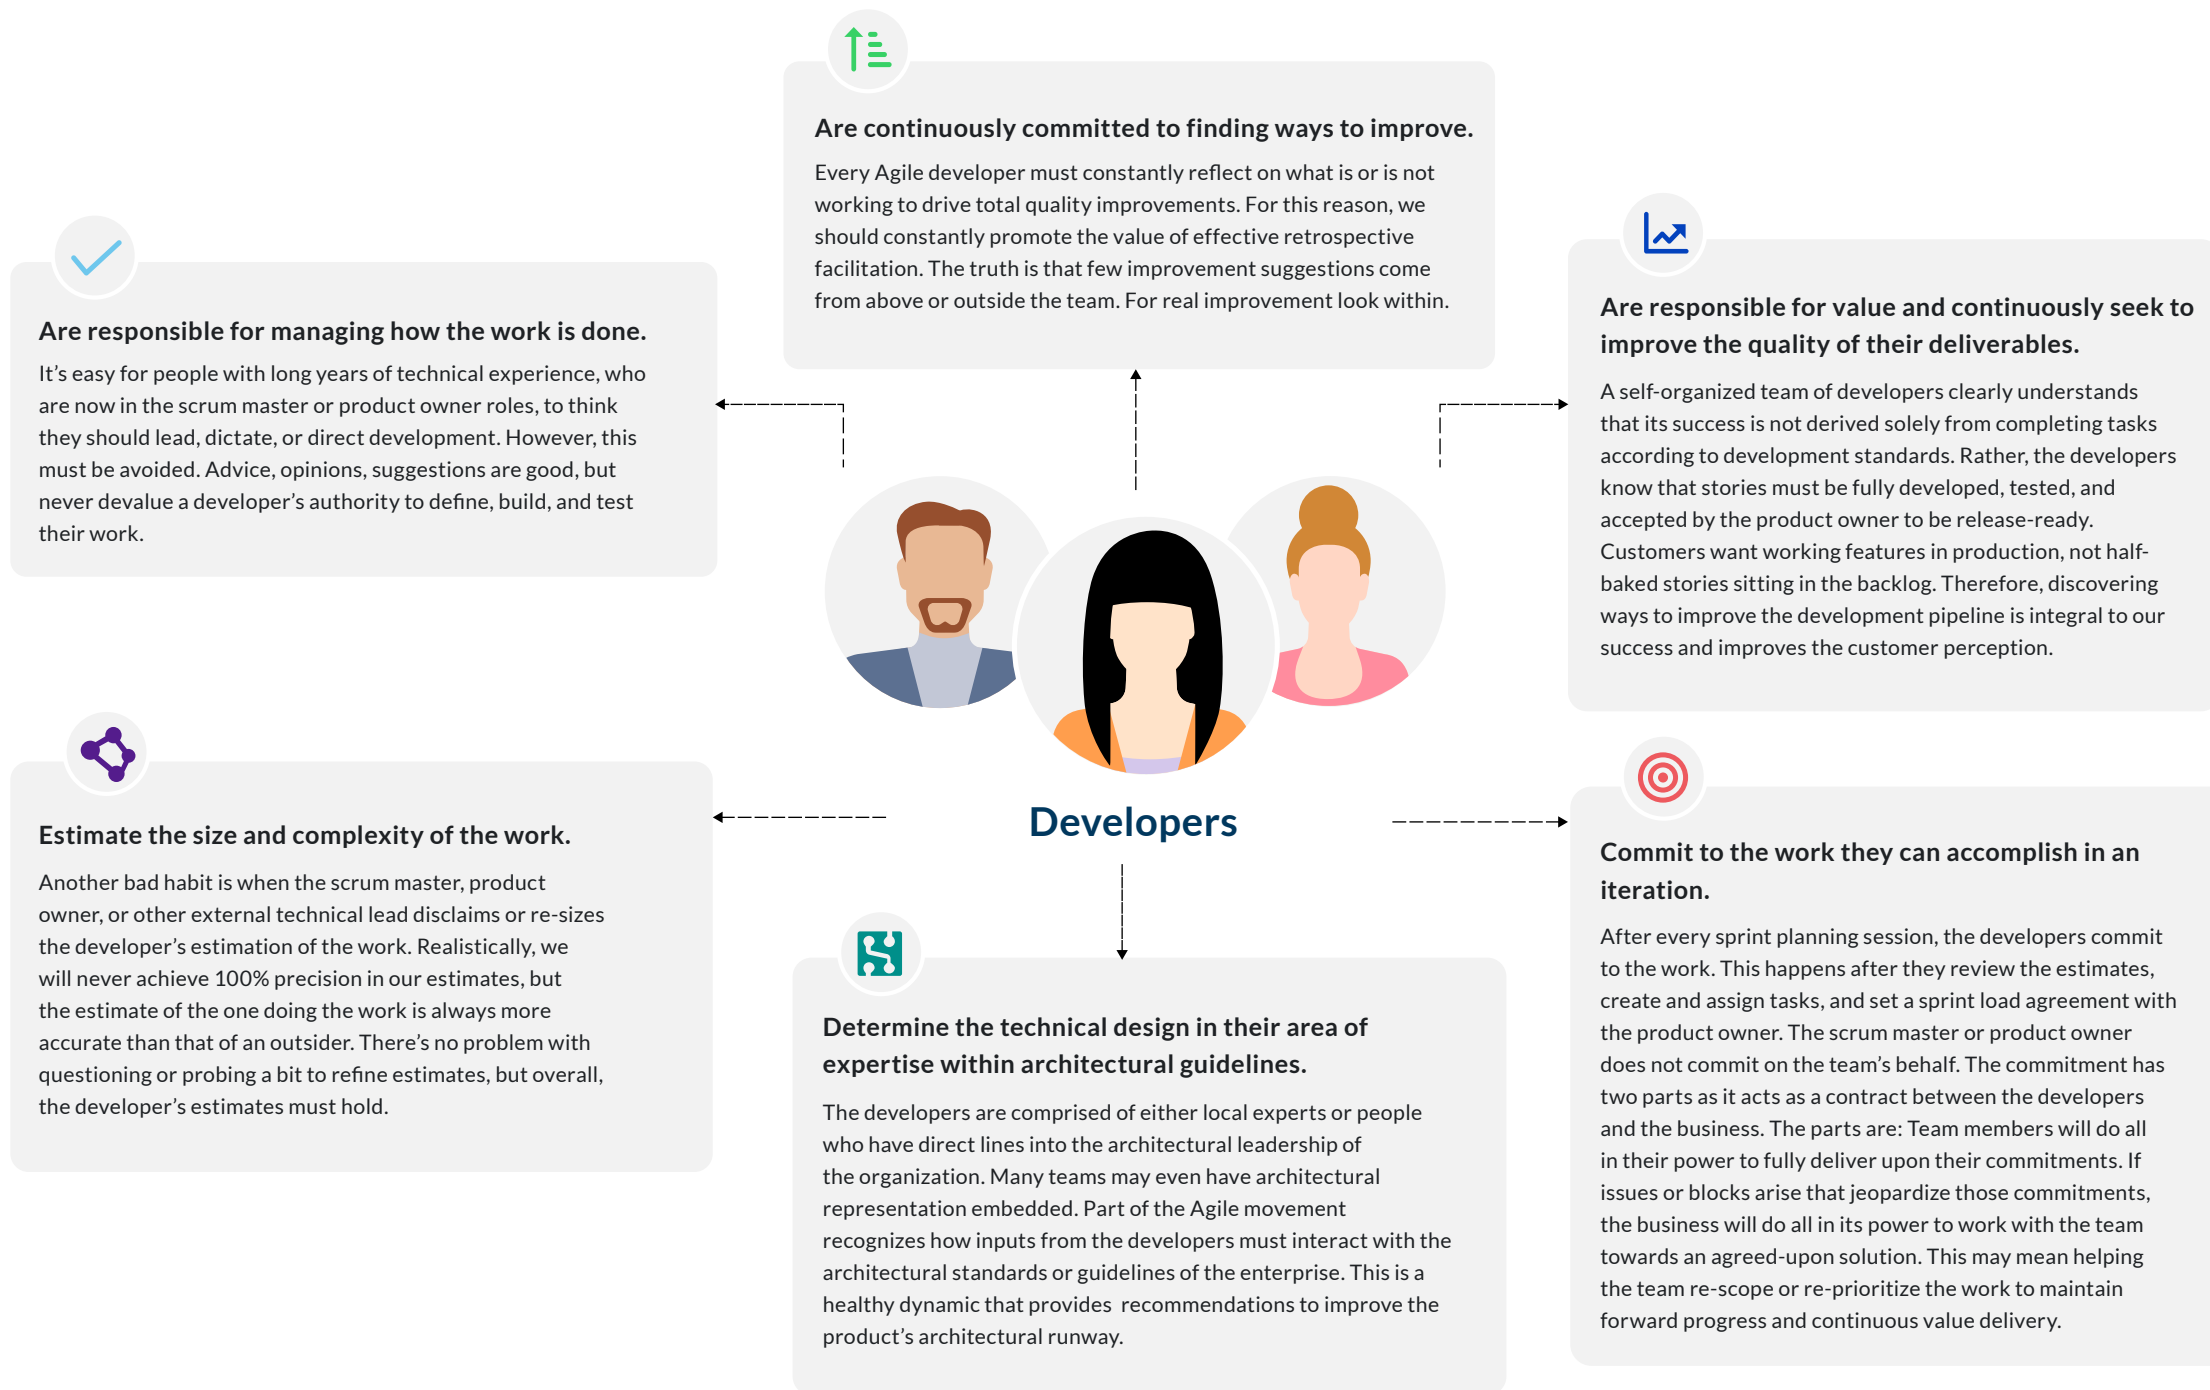 Are continuously committed to finding ways to improve.
Every Agile developer must constantly reflect on what is or is not
working to drive total quality improvements. For this reason, we
should constantly promote the value of effective retrospective
facilitation. The truth is that few improvement suggestions come
from above or outside the team. For real improvement look within.
Are responsible for managing how the work is done.
It’s easy for people with long years of technical experience, who
are now in the scrum master or product owner roles, to think
they should lead, dictate, or direct development. However, this
must be avoided. Advice, opinions, suggestions are good, but
never devalue a developer’s authority to define, build, and test
their work.
Are responsible for value and continuously seek to
improve the quality of their deliverables.
A self-organized team of developers clearly understands
that its success is not derived solely from completing tasks
according to development standards. Rather, the developers
know that stories must be fully developed, tested, and
accepted by the product owner to be release-ready.
Customers want working features in production, not half-
baked stories sitting in the backlog. Therefore, discovering
ways to improve the development pipeline is integral to our
success and improves the customer perception.
Developers
Estimate the size and complexity of the work.
Another bad habit is when the scrum master, product
owner, or other external technical lead disclaims or re-sizes
the developer’s estimation of the work. Realistically, we
will never achieve 100% precision in our estimates, but
the estimate of the one doing the work is always more
accurate than that of an outsider. There’s no problem with
questioning or probing a bit to refine estimates, but overall,
the developer’s estimates must hold.
Determine the technical design in their area of
expertise within architectural guidelines.
The developers are comprised of either local experts or people
who have direct lines into the architectural leadership of
the organization. Many teams may even have architectural
representation embedded. Part of the Agile movement
recognizes how inputs from the developers must interact with the
architectural standards or guidelines of the enterprise. This is a
healthy dynamic that provides  recommendations to improve the
product’s architectural runway.
Commit to the work they can accomplish in an
iteration.
After every sprint planning session, the developers commit
to the work. This happens after they review the estimates,
create and assign tasks, and set a sprint load agreement with
the product owner. The scrum master or product owner
does not commit on the team’s behalf. The commitment has
two parts as it acts as a contract between the developers
and the business. The parts are: Team members will do all
in their power to fully deliver upon their commitments. If
issues or blocks arise that jeopardize those commitments,
the business will do all in its power to work with the team
towards an agreed-upon solution. This may mean helping
the team re-scope or re-prioritize the work to maintain
forward progress and continuous value delivery.